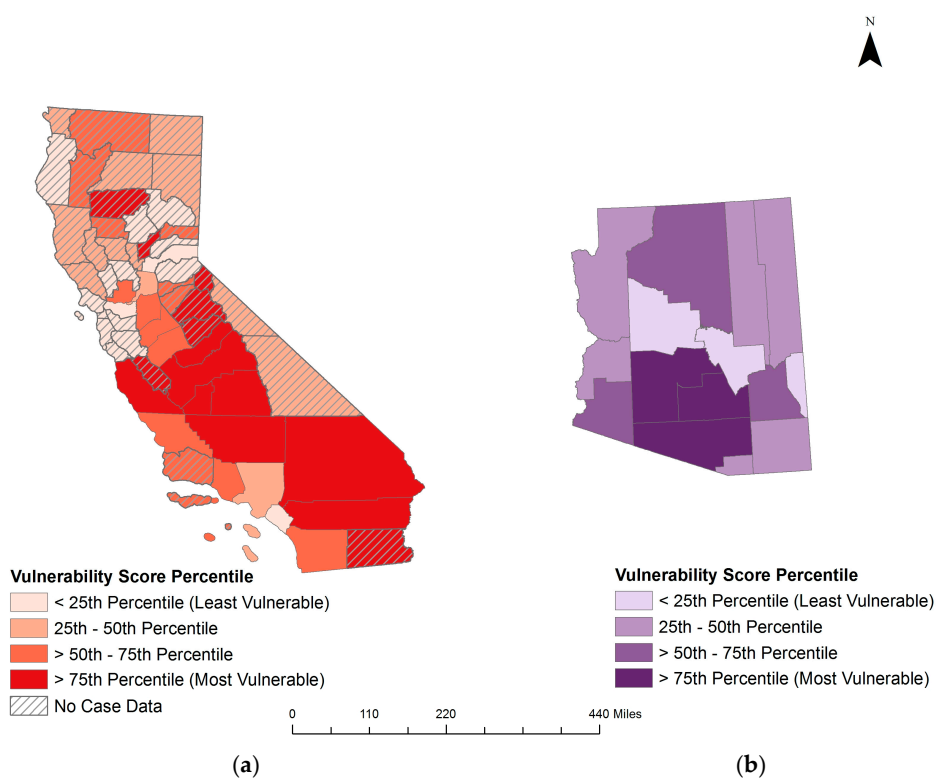 N
Vulnerability Score Percentile
< 25th Percentile (Least Vulnerable)
25th - 50th Percentile
> 50th - 75th Percentile
> 75th Percentile (Most Vulnerable)
No Case Data
Vulnerability Score Percentile
< 25th Percentile (Least Vulnerable)
25th - 50th Percentile
> 50th - 75th Percentile
> 75th Percentile (Most Vulnerable)
0 110 220 440 Miles
(a) (b)